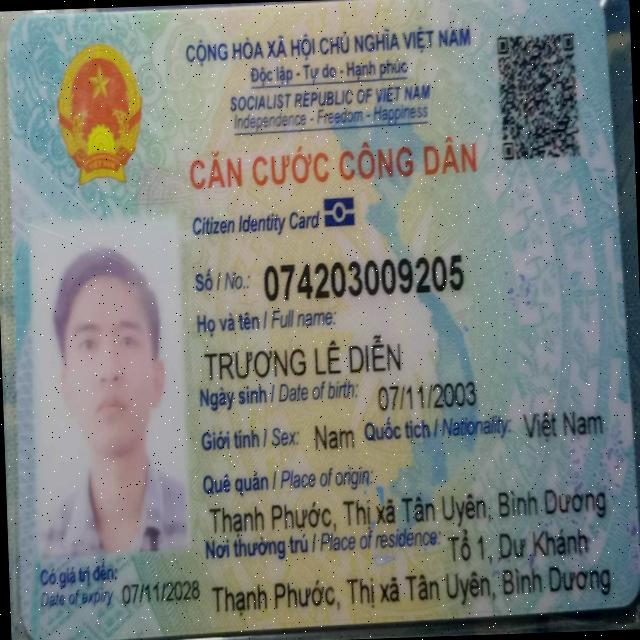 CỘNG HÒA XÃ HỘI CHỦ NGHĨA VIỆT NAM
Độc lập - Tự do - Hạnh phúc
SOCIALIST REPUBLIC OF VIET NAM
Independence - Freedom - Happiness
CĂN CƯỚC CÔNG DÂN
Citizen Identity Card
Số / No.: 074203009205
Họ và tên / Full name:
TRƯƠNG LÊ DIỄN
Ngày sinh / Date of birth: 07/11/2003
Giới tính / Sex: Nam Quốc tịch / Nationality: Việt Nam
Quê quán / Place of origin:
Thạnh Phước, Thị xã Tân Uyên, Bình Dương
Nơi thường trú / Place of residence: Tổ 1, Dư Khánh
Thạnh Phước, Thị xã Tân Uyên, Bình Dương
Có giá trị đến:
Date of expiry 07/11/2028